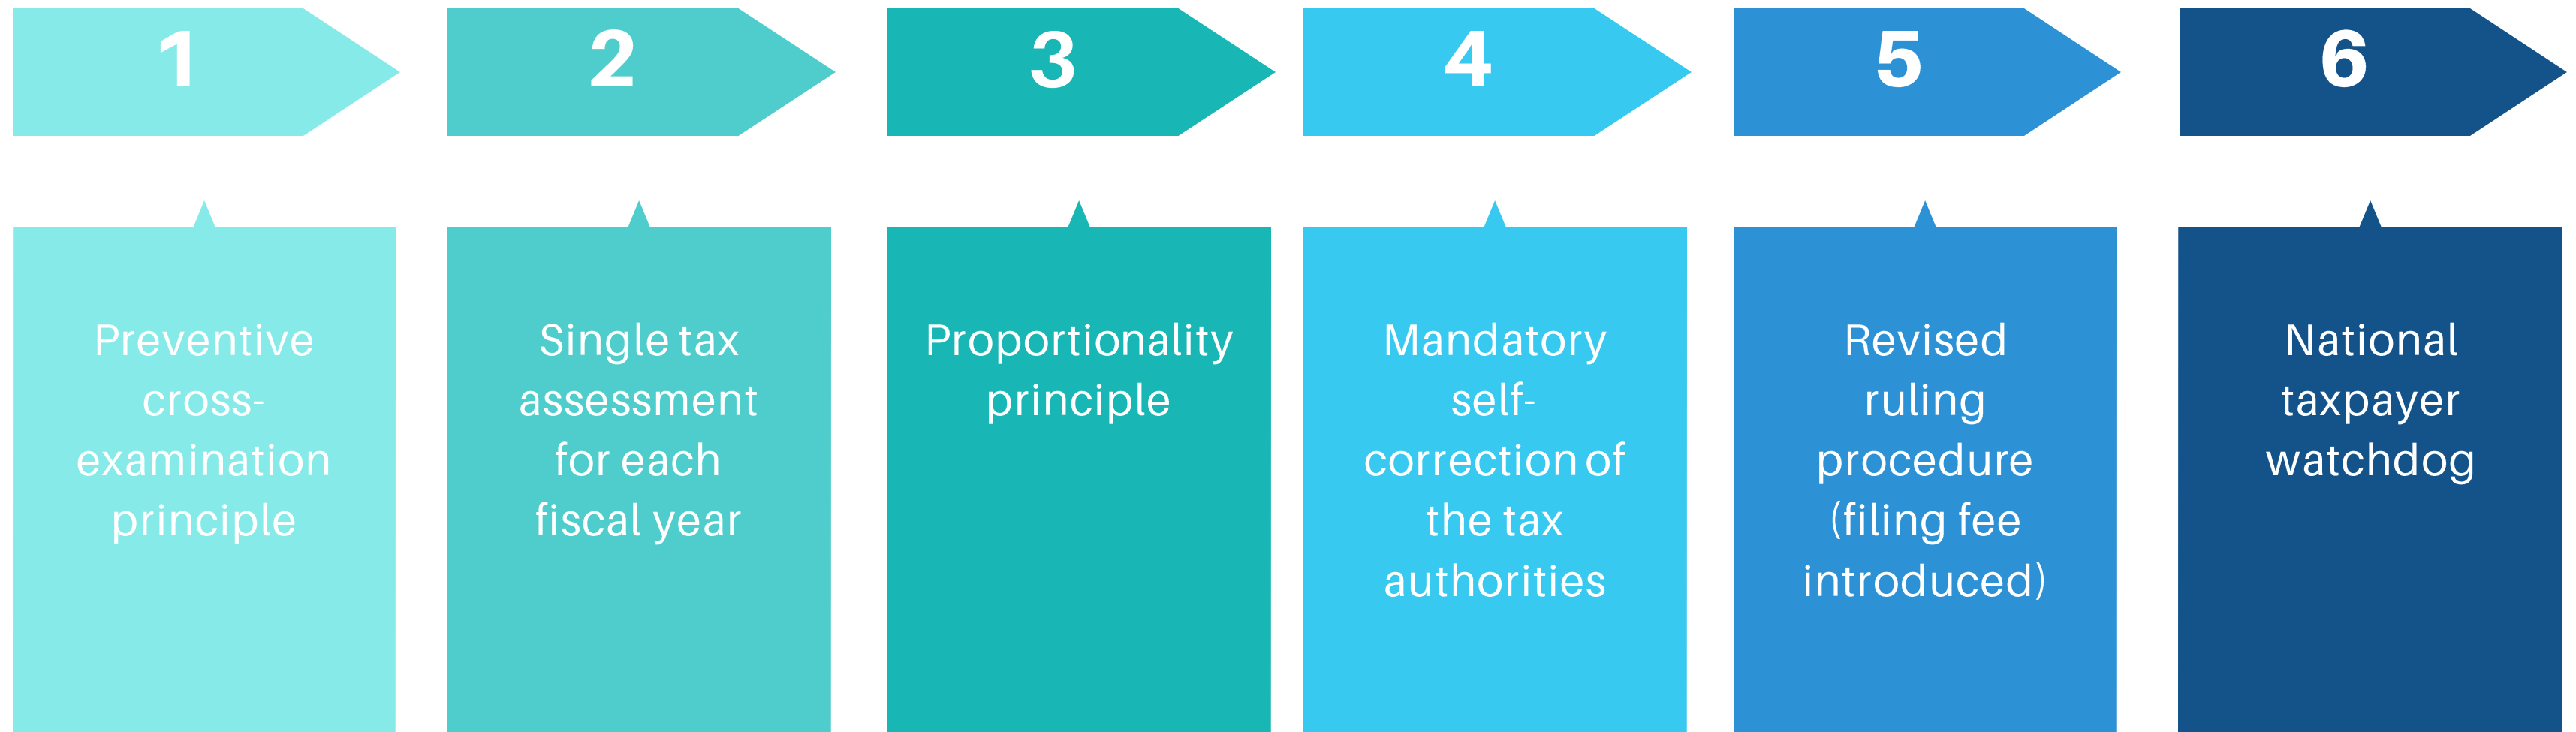 1
2
3
4
5
6
Preventive
cross-
examination
principle
Single tax
assessment
for each
fiscal year
Proportionality
principle
Mandatory
self-
correction of
the tax
authorities
Revised
ruling
procedure
(filing fee
introduced)
National
taxpayer
watchdog